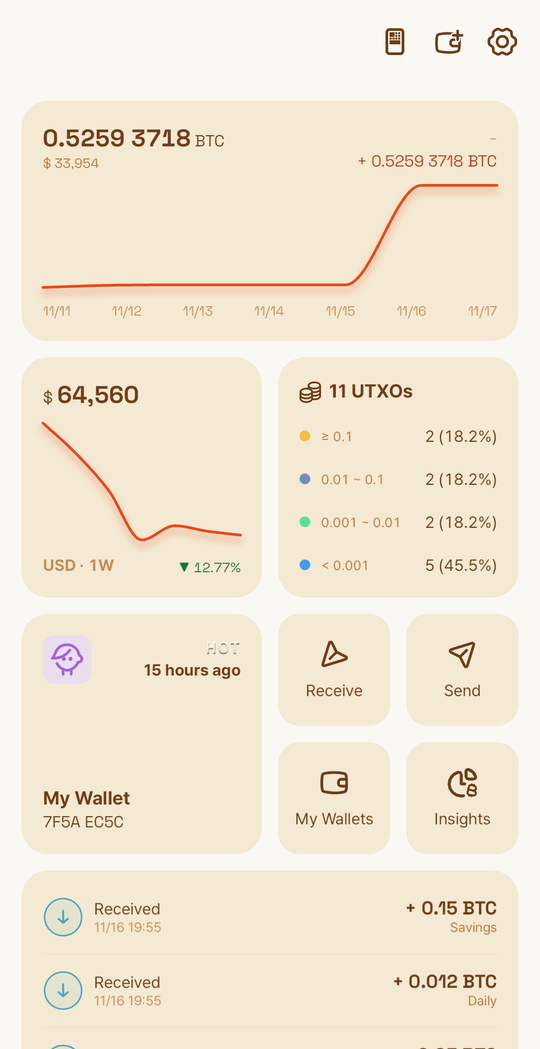 0.5259 3718 BTC
$ 33,954
–
+ 0.5259 3718 BTC
11/11 11/12 11/13 11/14 11/15 11/16 11/17
$ 64,560
USD · 1W ▼ 12.77%
11 UTXOs
≥ 0.1 2 (18.2%)
0.01 ~ 0.1 2 (18.2%)
0.001 ~ 0.01 2 (18.2%)
< 0.001 5 (45.5%)
HOT
15 hours ago
My Wallet
7F5A EC5C
Receive
Send
My Wallets
Insights
Received + 0.15 BTC
11/16 19:55 Savings
Received + 0.012 BTC
11/16 19:55 Daily